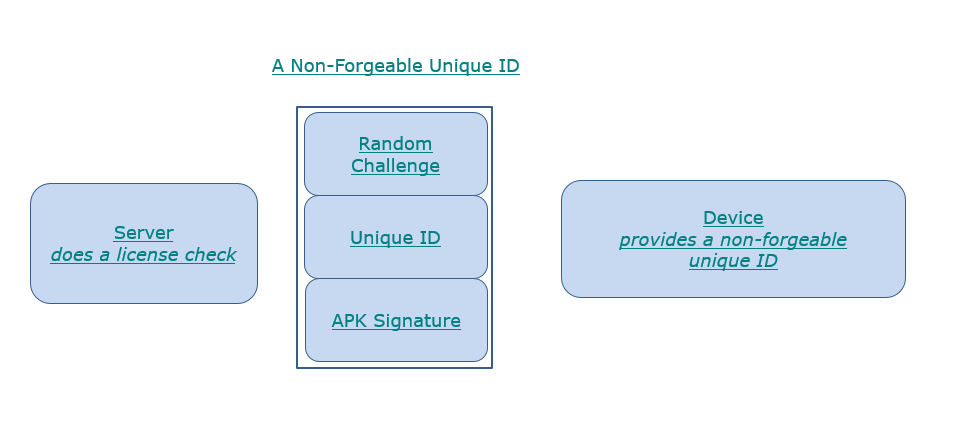 A Non-Forgeable Unique ID
Random
Challenge
Server
does a license check
Unique ID
Device
provides a non-forgeable
unique ID
APK Signature